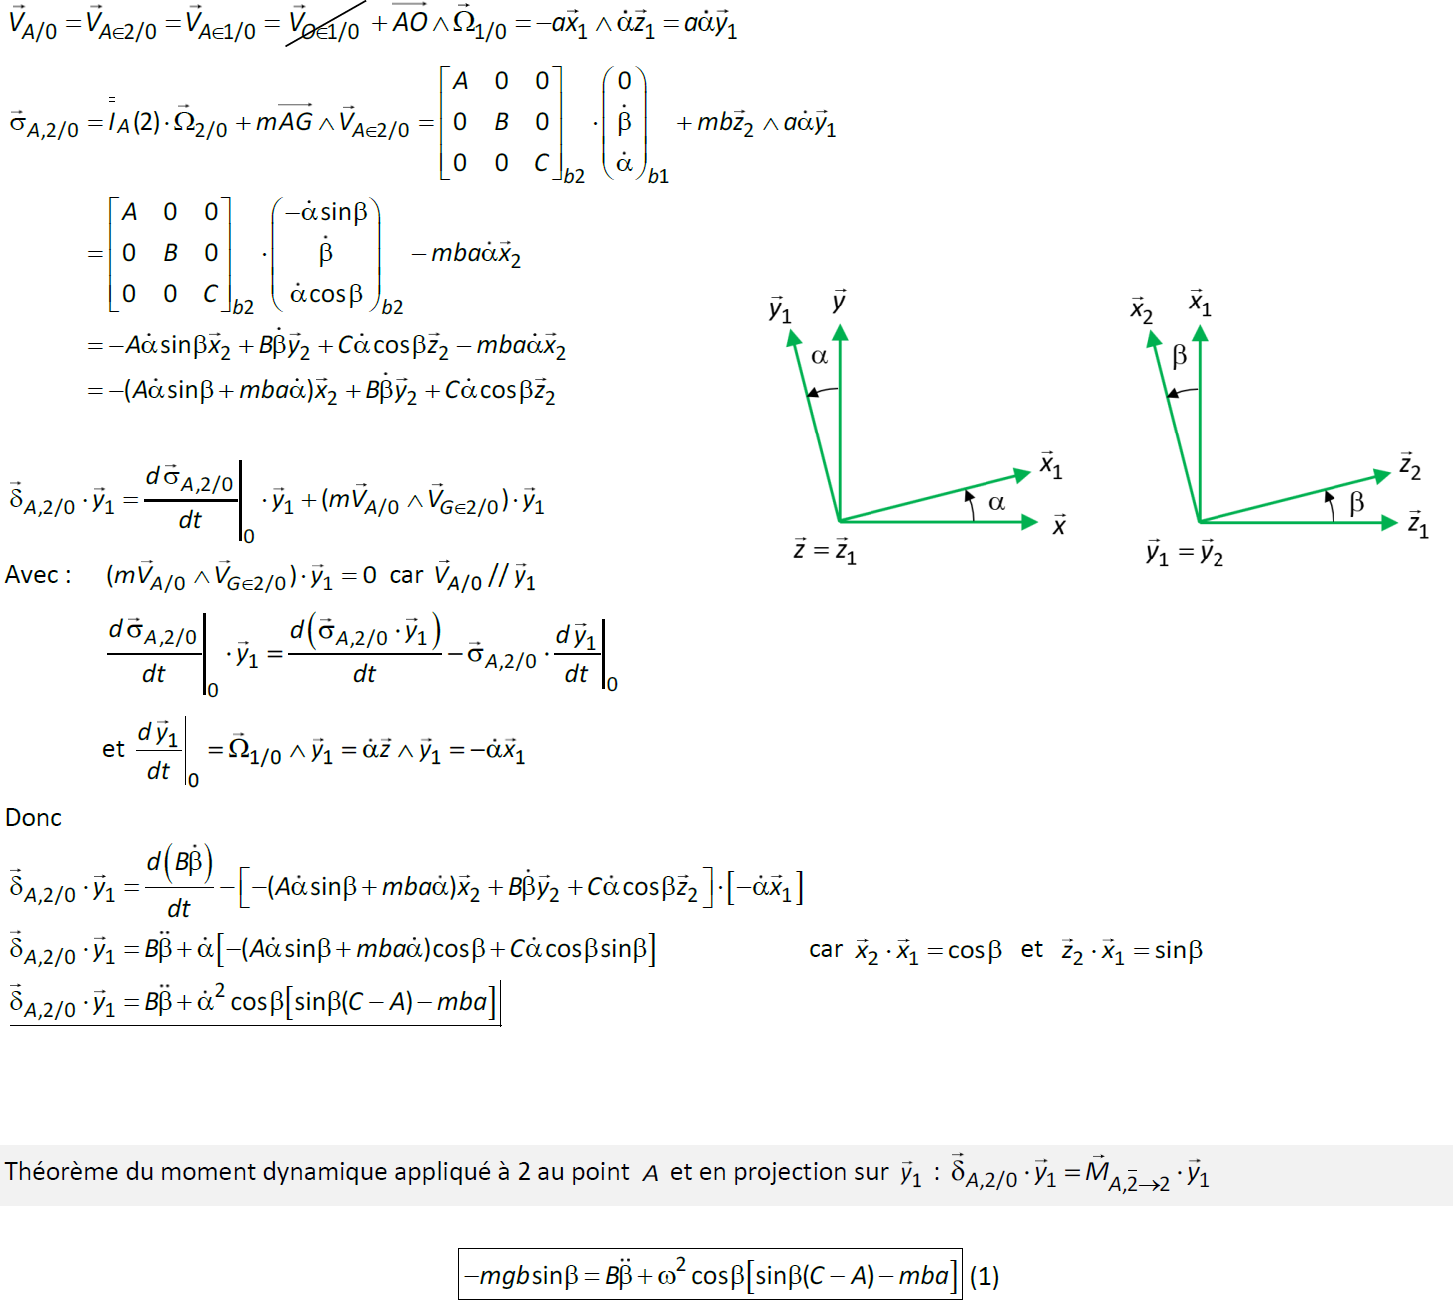 $\vec{V}_{A/0} = \vec{V}_{A\in 2/0} = \vec{V}_{A\in 1/0} = \cancel{\vec{V}_{O\in 1/0}} + \overrightarrow{AO} \wedge \vec{\Omega}_{1/0} = -a\vec{x}_1 \wedge \dot{\alpha}\vec{z}_1 = a\dot{\alpha}\vec{y}_1$
$\vec{\sigma}_{A,2/0} = \bar{\bar{I}}_A(2) \cdot \vec{\Omega}_{2/0} + m\overrightarrow{AG} \wedge \vec{V}_{A\in 2/0} = \begin{bmatrix} A & 0 & 0 \\ 0 & B & 0 \\ 0 & 0 & C \end{bmatrix}_{b2} \cdot \begin{pmatrix} 0 \\ \dot{\beta} \\ \dot{\alpha} \end{pmatrix}_{b1} + mb\vec{z}_2 \wedge a\dot{\alpha}\vec{y}_1$
$= \begin{bmatrix} A & 0 & 0 \\ 0 & B & 0 \\ 0 & 0 & C \end{bmatrix}_{b2} \cdot \begin{pmatrix} -\dot{\alpha}\sin\beta \\ \dot{\beta} \\ \dot{\alpha}\cos\beta \end{pmatrix}_{b2} - mba\dot{\alpha}\vec{x}_2$
$= -A\dot{\alpha}\sin\beta\vec{x}_2 + B\dot{\beta}\vec{y}_2 + C\dot{\alpha}\cos\beta\vec{z}_2 - mba\dot{\alpha}\vec{x}_2$
$= -(A\dot{\alpha}\sin\beta + mba\dot{\alpha})\vec{x}_2 + B\dot{\beta}\vec{y}_2 + C\dot{\alpha}\cos\beta\vec{z}_2$
$\vec{y}_1$ $\vec{y}$ $\alpha$ $\vec{x}_1$ $\alpha$ $\vec{x}$ $\vec{z} = \vec{z}_1$
$\vec{x}_2$ $\vec{x}_1$ $\beta$ $\vec{z}_2$ $\beta$ $\vec{z}_1$ $\vec{y}_1 = \vec{y}_2$
$\vec{\delta}_{A,2/0} \cdot \vec{y}_1 = \left.\frac{d\vec{\sigma}_{A,2/0}}{dt}\right|_0 \cdot \vec{y}_1 + (m\vec{V}_{A/0} \wedge \vec{V}_{G\in 2/0}) \cdot \vec{y}_1$
Avec : $(m\vec{V}_{A/0} \wedge \vec{V}_{G\in 2/0}) \cdot \vec{y}_1 = 0$ car $\vec{V}_{A/0} // \vec{y}_1$
$\left.\frac{d\vec{\sigma}_{A,2/0}}{dt}\right|_0 \cdot \vec{y}_1 = \frac{d\left(\vec{\sigma}_{A,2/0} \cdot \vec{y}_1\right)}{dt} - \vec{\sigma}_{A,2/0} \cdot \left.\frac{d\vec{y}_1}{dt}\right|_0$
et $\left.\frac{d\vec{y}_1}{dt}\right|_0 = \vec{\Omega}_{1/0} \wedge \vec{y}_1 = \dot{\alpha}\vec{z} \wedge \vec{y}_1 = -\dot{\alpha}\vec{x}_1$
Donc
$\vec{\delta}_{A,2/0} \cdot \vec{y}_1 = \frac{d\left(B\dot{\beta}\right)}{dt} - \left[-(A\dot{\alpha}\sin\beta + mba\dot{\alpha})\vec{x}_2 + B\dot{\beta}\vec{y}_2 + C\dot{\alpha}\cos\beta\vec{z}_2\right] \cdot \left[-\dot{\alpha}\vec{x}_1\right]$
$\vec{\delta}_{A,2/0} \cdot \vec{y}_1 = B\ddot{\beta} + \dot{\alpha}\left[-(A\dot{\alpha}\sin\beta + mba\dot{\alpha})\cos\beta + C\dot{\alpha}\cos\beta\sin\beta\right]$ car $\vec{x}_2 \cdot \vec{x}_1 = \cos\beta$ et $\vec{z}_2 \cdot \vec{x}_1 = \sin\beta$
$\vec{\delta}_{A,2/0} \cdot \vec{y}_1 = B\ddot{\beta} + \dot{\alpha}^2\cos\beta\left[\sin\beta(C - A) - mba\right]$
Théorème du moment dynamique appliqué à 2 au point $A$ et en projection sur $\vec{y}_1$ : $\vec{\delta}_{A,2/0} \cdot \vec{y}_1 = \vec{M}_{A,\bar{2}\to 2} \cdot \vec{y}_1$
$-mgb\sin\beta = B\ddot{\beta} + \omega^2\cos\beta\left[\sin\beta(C - A) - mba\right]$ (1)